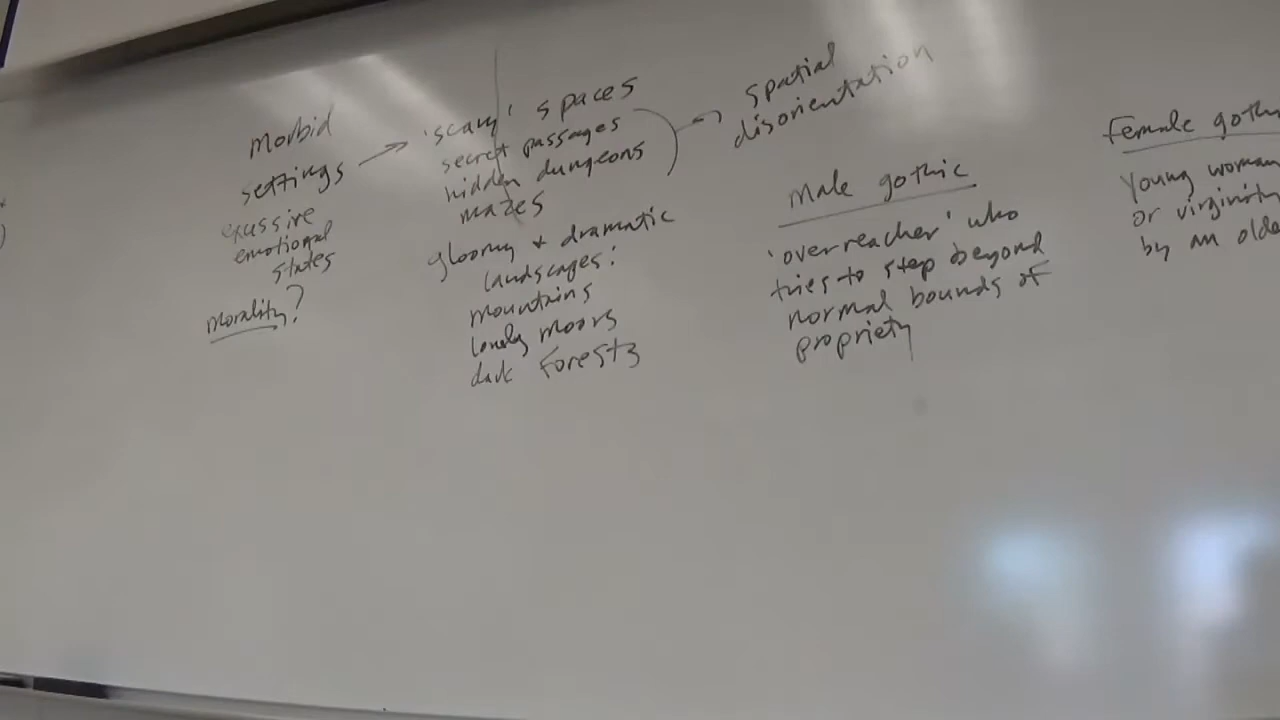 morbid
settings
excessive
emotional
states
morality?
'scary' spaces
secret passages
hidden dungeons
mazes
gloomy + dramatic
landscapes:
mountains
lonely moors
dark forests
spatial
disorientation
male gothic
'overreacher' who
tries to step beyond
normal bounds of
propriety
Female goth
Young woman
or virginity
by an olde